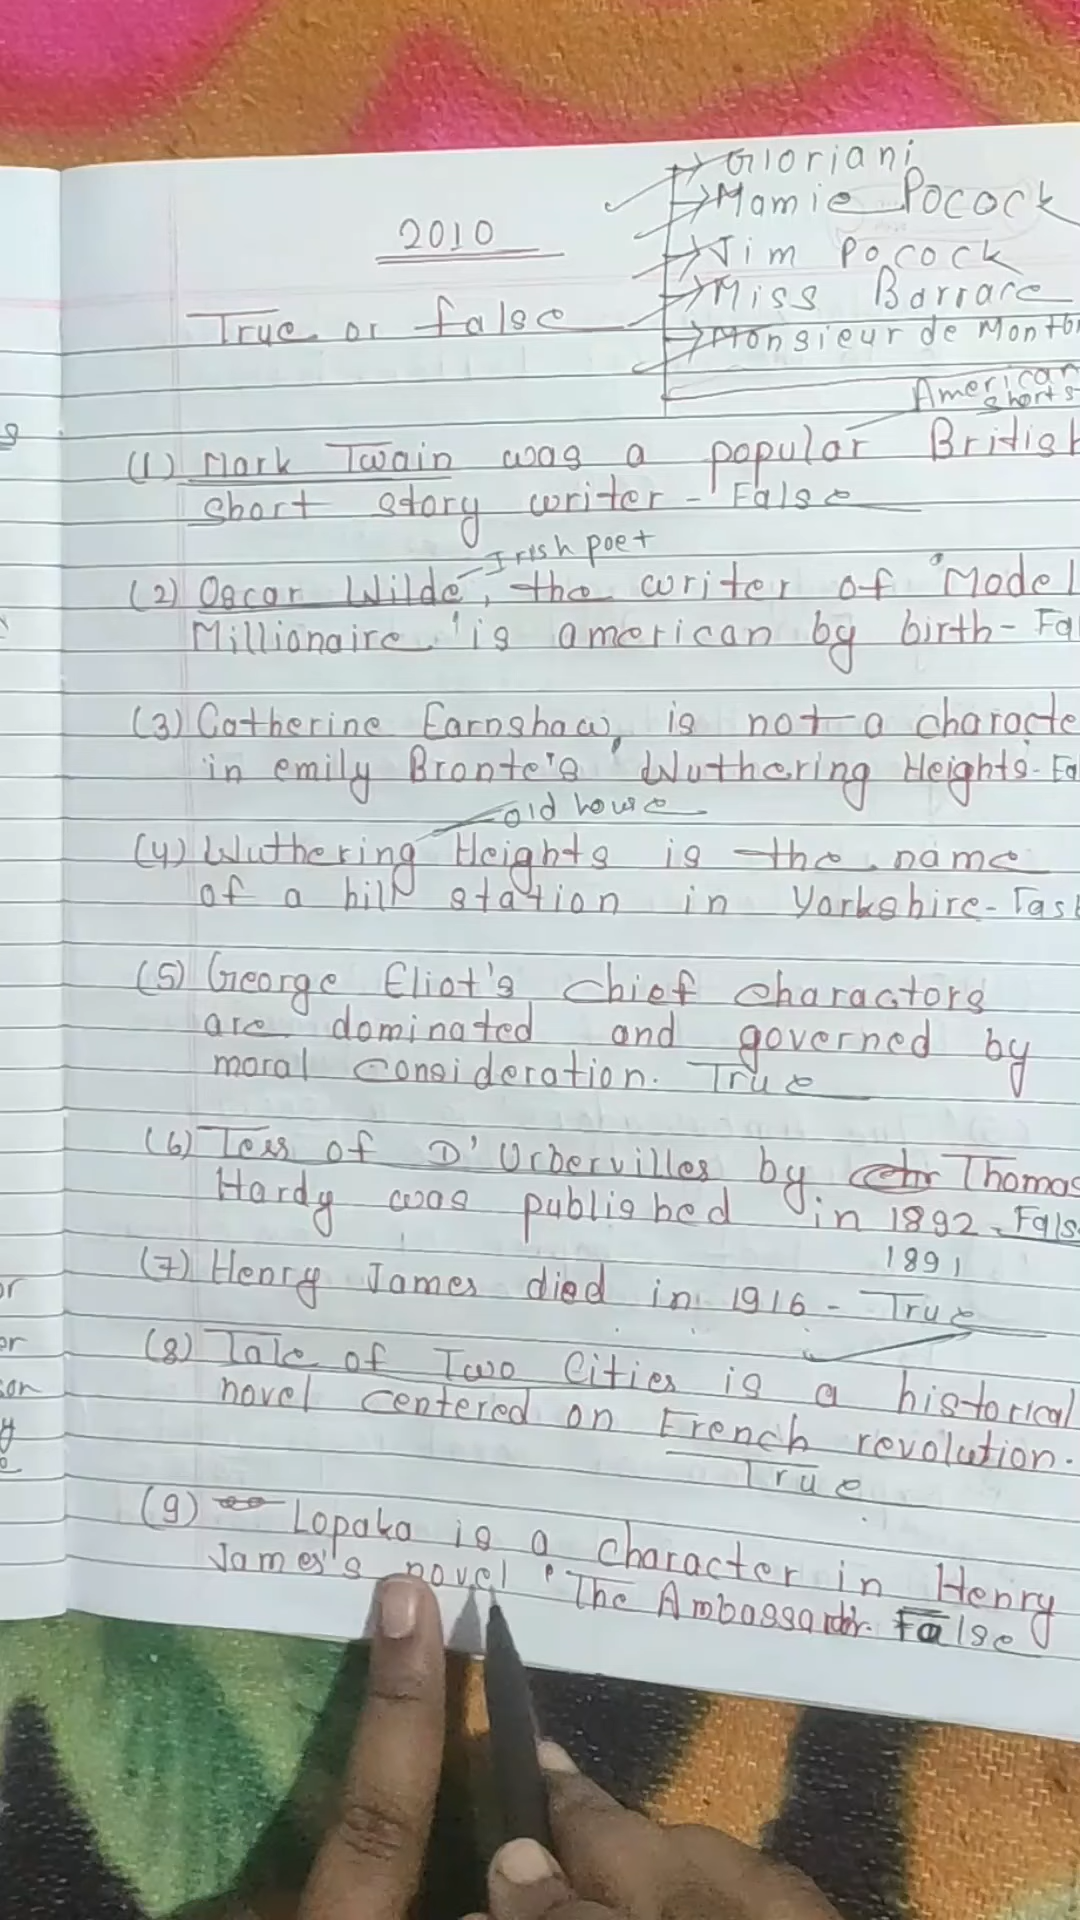 Gloriani
Mamie Pocock
2010
Jim Pocock
Miss Barrace
True or false
Monsieur de
American
short s
(1) Mark Twain was a popular British
short story writer - False
Irish poet
(2) Oscar Wilde, the writer of "Model
Millionaire" is american by birth - Fa
(3) Catherine Earnshaw is not a characte
in emily Bronte's 'Wuthering Heights - Fa
old house
(4) Wuthering Heights is the name
of a hill station in Yorkshire -
(5) George Eliot's chief charactors
are dominated and governed by
moral consideration. True
(6) Tess of D'Urbervilles by Thomas
Hardy was published in 1892 - Fals
1891
(7) Henry James died in 1916 - True
(8) Tale of Two Cities is a historical
novel centered on French revolution.
True
(9) Lopaka is a character in Henry
James's novel 'The Ambassador. False